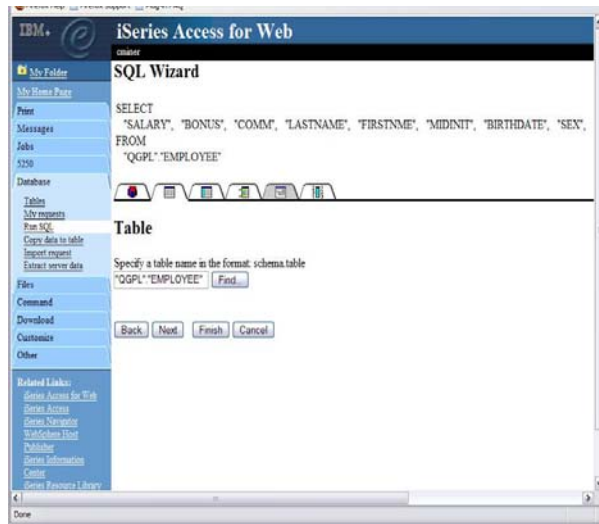 IBM.
iSeries Access for Web
cminer
My Folder
My Home Page
Print
Messages
Jobs
5250
Database
Tables
My requests
Run SQL
Copy data to table
Import request
Extract server data
Files
Command
Download
Customize
Other
Related Links:
iSeries Access for Web
iSeries Access
iSeries Navigator
WebSphere Host
Publisher
iSeries Information
Center
iSeries Resource Library
SQL Wizard
SELECT
"SALARY", "BONUS", "COMM", "LASTNAME", "FIRSTNME", "MIDINIT", "BIRTHDATE", "SEX",
FROM
"QGPL"."EMPLOYEE"
Table
Specify a table name in the format: schema.table
"QGPL"."EMPLOYEE" Find...
Back Next Finish Cancel
Done